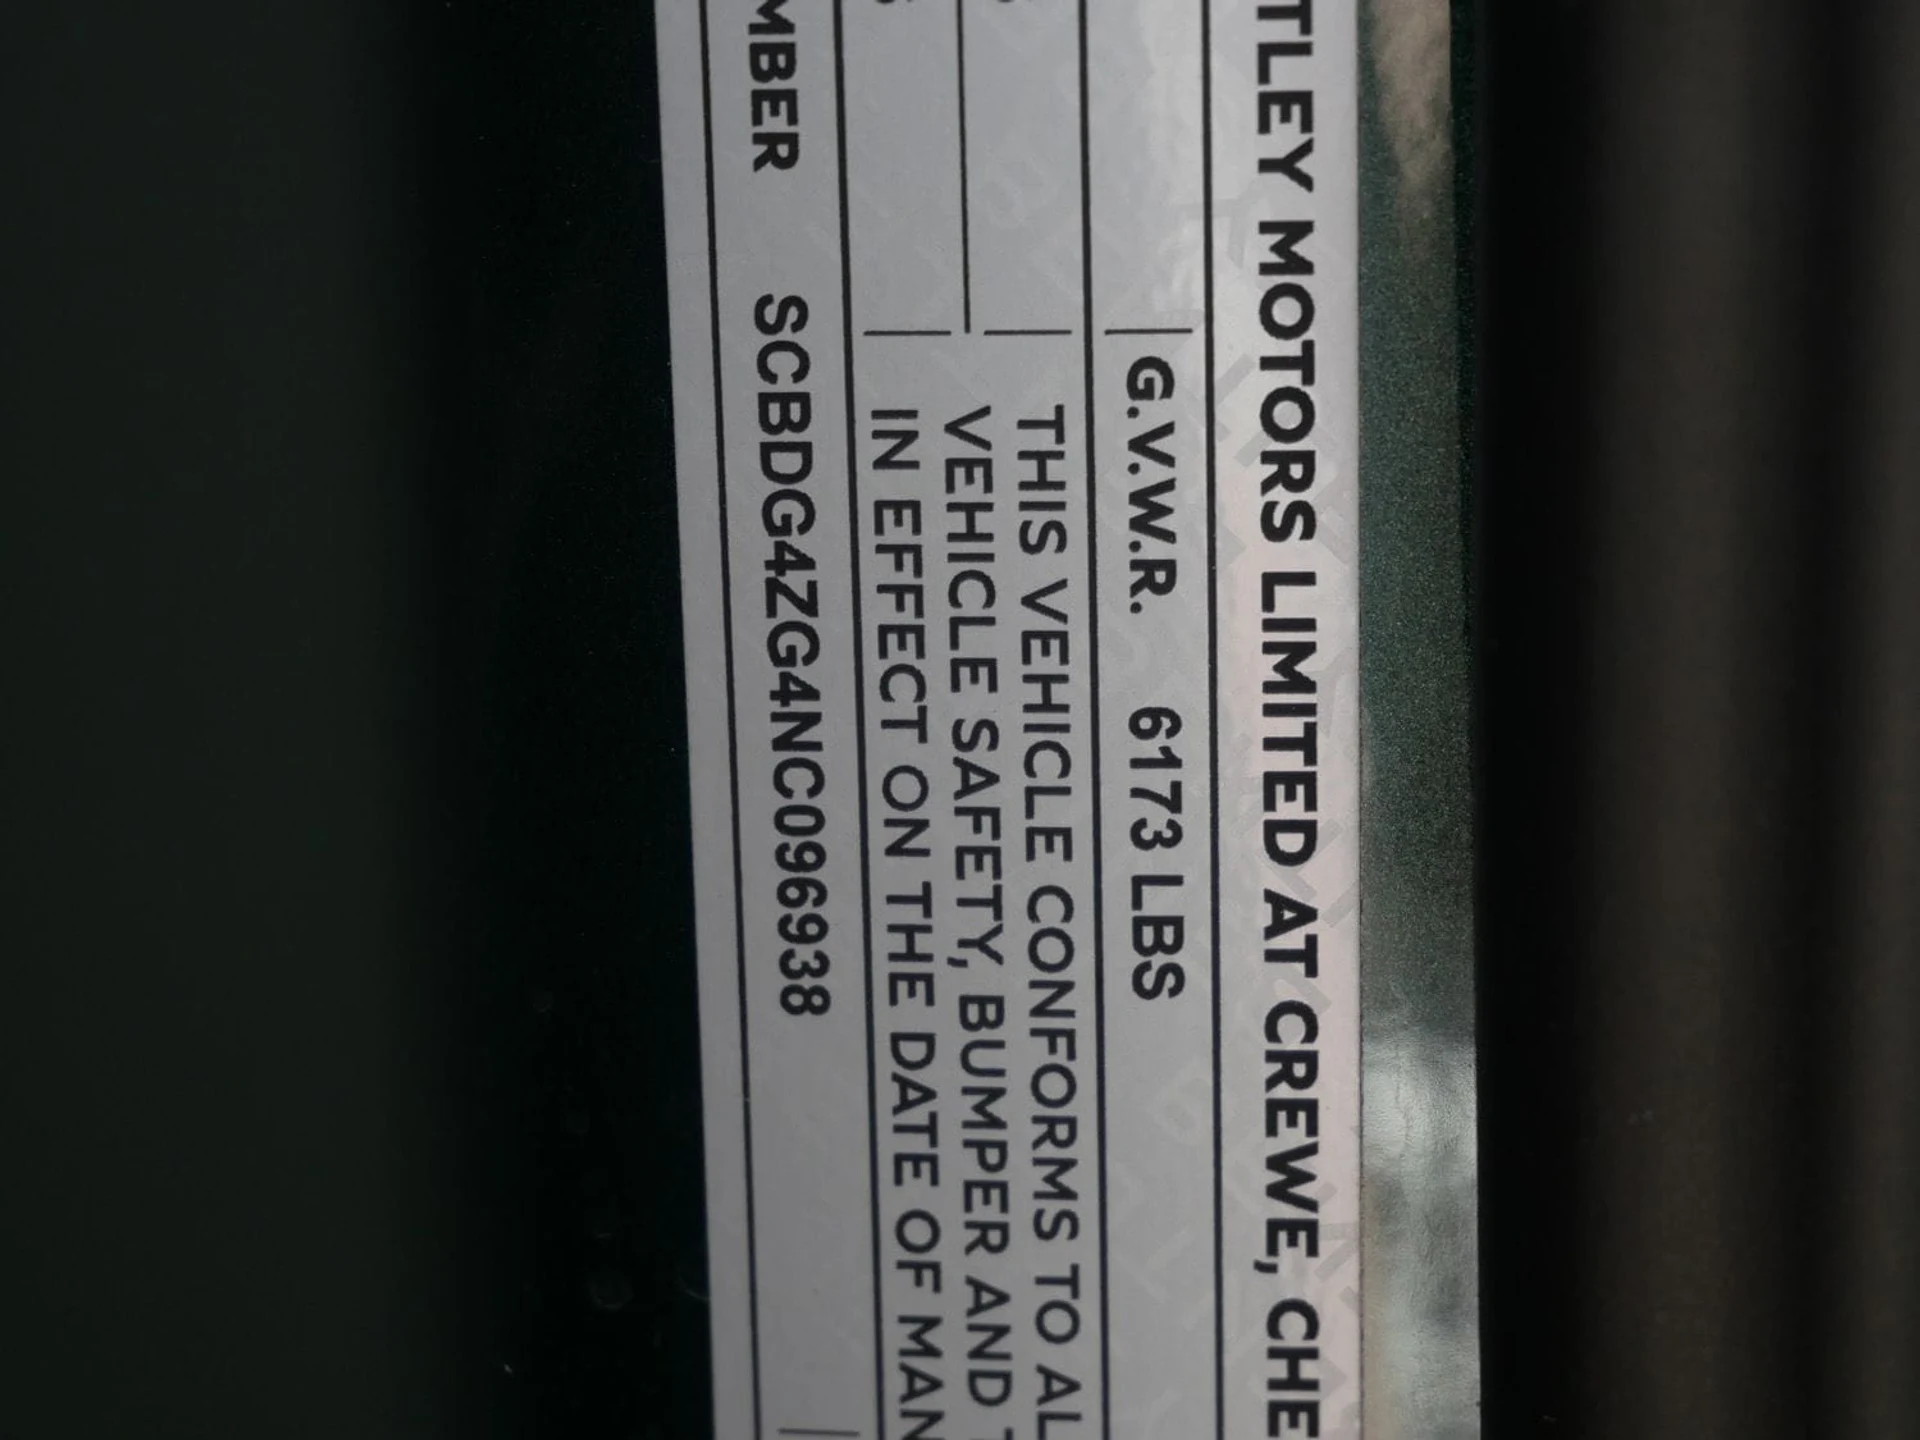 TLEY MOTORS LIMITED AT CREWE, CHE
G.V.W.R. 6173 LBS
THIS VEHICLE CONFORMS TO AL
VEHICLE SAFETY, BUMPER AND
IN EFFECT ON THE DATE OF MAN
MBER SCBDG4ZG4NC096938